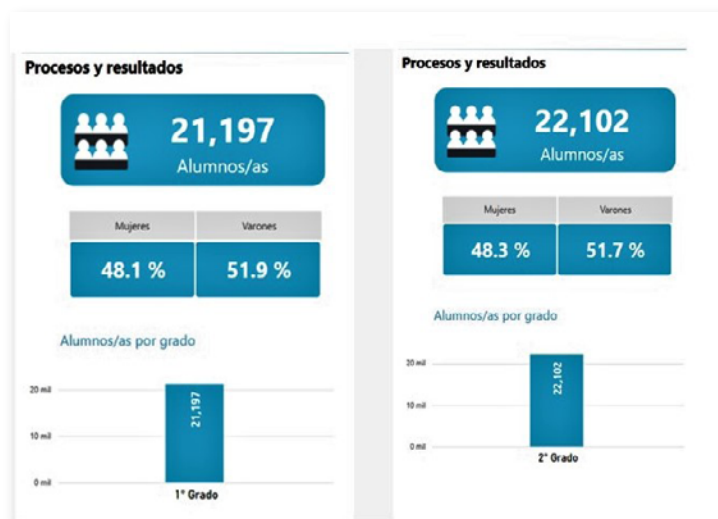 Procesos y resultados
21,197
Alumnos/as
Mujeres
Varones
48.1 %
51.9 %
Alumnos/as por grado
20 mil
10 mil
0 mil
21,197
1° Grado
Procesos y resultados
22,102
Alumnos/as
Mujeres
Varones
48.3 %
51.7 %
Alumnos/as por grado
20 mil
10 mil
0 mil
22,102
2° Grado